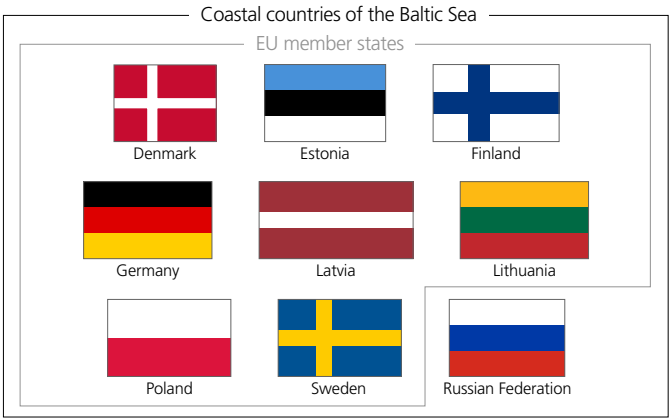 Coastal countries of the Baltic Sea
EU member states
Denmark
Estonia
Finland
Germany
Latvia
Lithuania
Poland
Sweden
Russian Federation